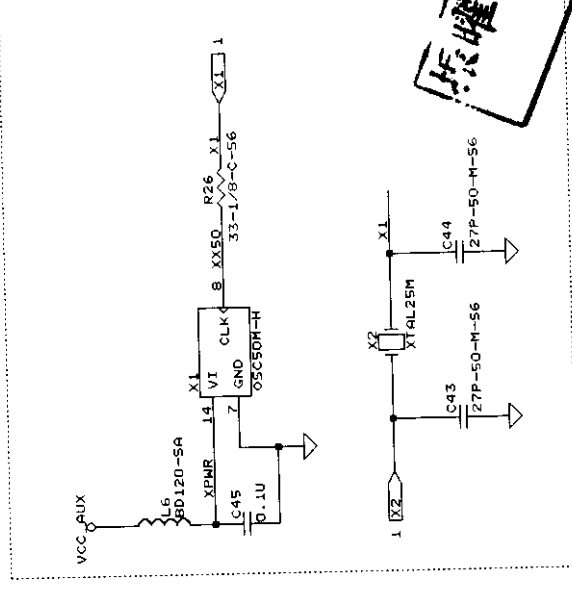 VCC_AUX
L6
BD120-SA
XPWR
C45
0.1U
14
7
X1
VI
GND
CLK
OSC50M-H
8
XX50
R26
33-1/8-C-S6
X1
X1
1
1
X2
C43
27P-50-M-S6
X2
XTAL25M
X1
C44
27P-50-M-S6